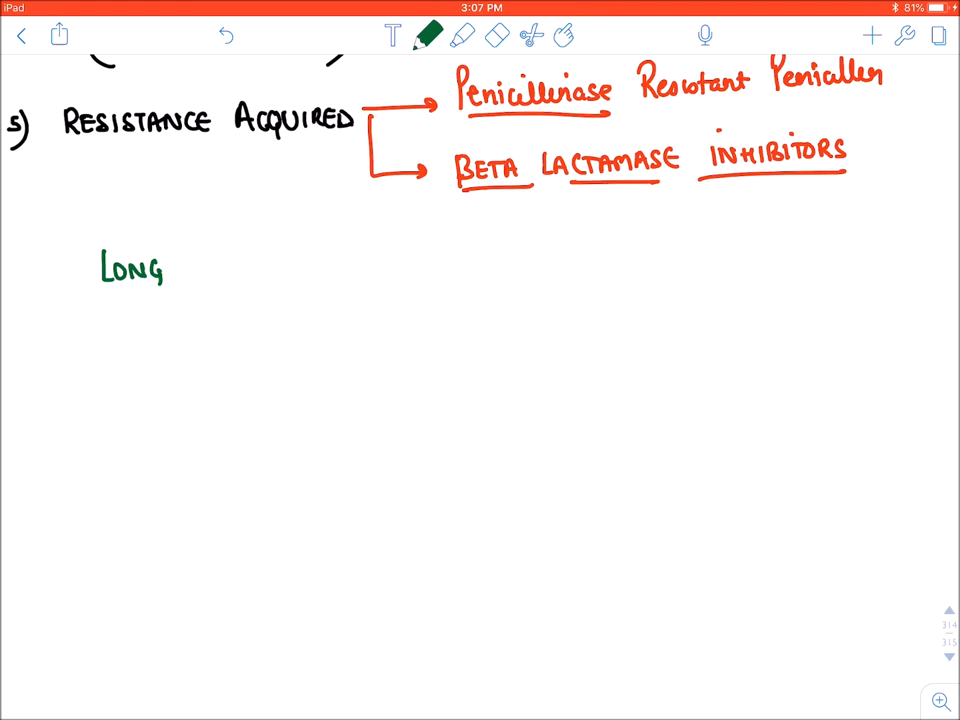 iPad 3:07 PM 81%
T
Penicillinase Resistant Penicillin
5) RESISTANCE ACQUIRED
BETA LACTAMASE INHIBITORS
LONG
314
315